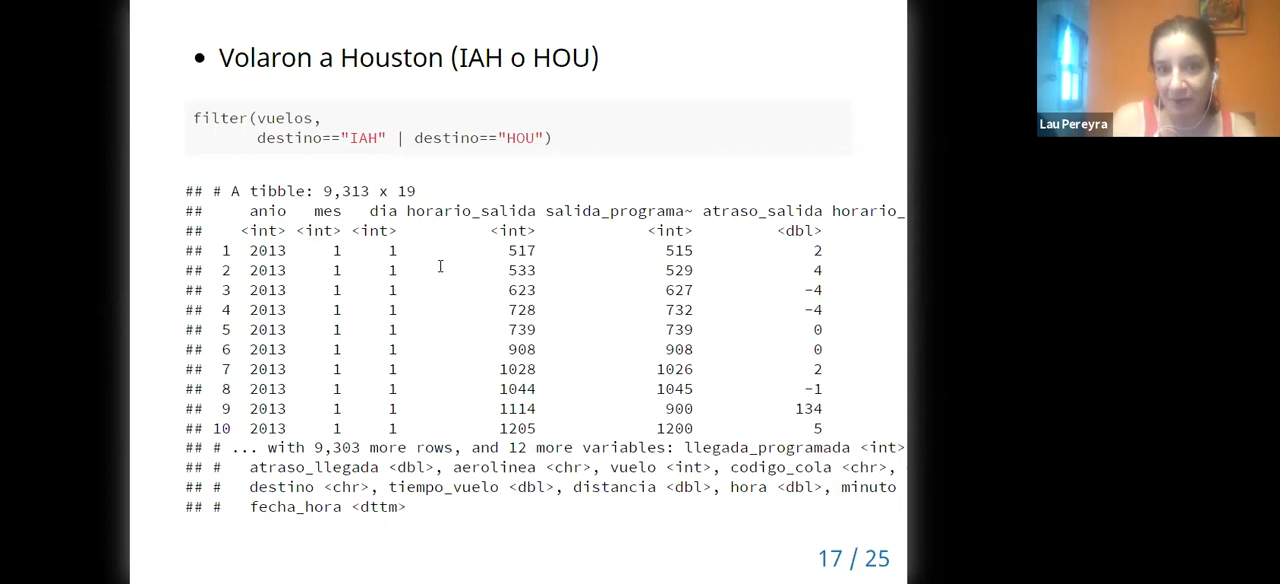 • Volaron a Houston (IAH o HOU)
filter(vuelos,
destino=="IAH" | destino=="HOU")
## # A tibble: 9,313 x 19
## anio mes dia horario_salida salida_programa~ atraso_salida horario_
## <int> <int> <int> <int> <int> <dbl>
## 1 2013 1 1 517 515 2
## 2 2013 1 1 533 529 4
## 3 2013 1 1 623 627 -4
## 4 2013 1 1 728 732 -4
## 5 2013 1 1 739 739 0
## 6 2013 1 1 908 908 0
## 7 2013 1 1 1028 1026 2
## 8 2013 1 1 1044 1045 -1
## 9 2013 1 1 1114 900 134
## 10 2013 1 1 1205 1200 5
## # ... with 9,303 more rows, and 12 more variables: llegada_programada <int>
## # atraso_llegada <dbl>, aerolinea <chr>, vuelo <int>, codigo_cola <chr>,
## # destino <chr>, tiempo_vuelo <dbl>, distancia <dbl>, hora <dbl>, minuto
## # fecha_hora <dttm>
17 / 25
Lau Pereyra